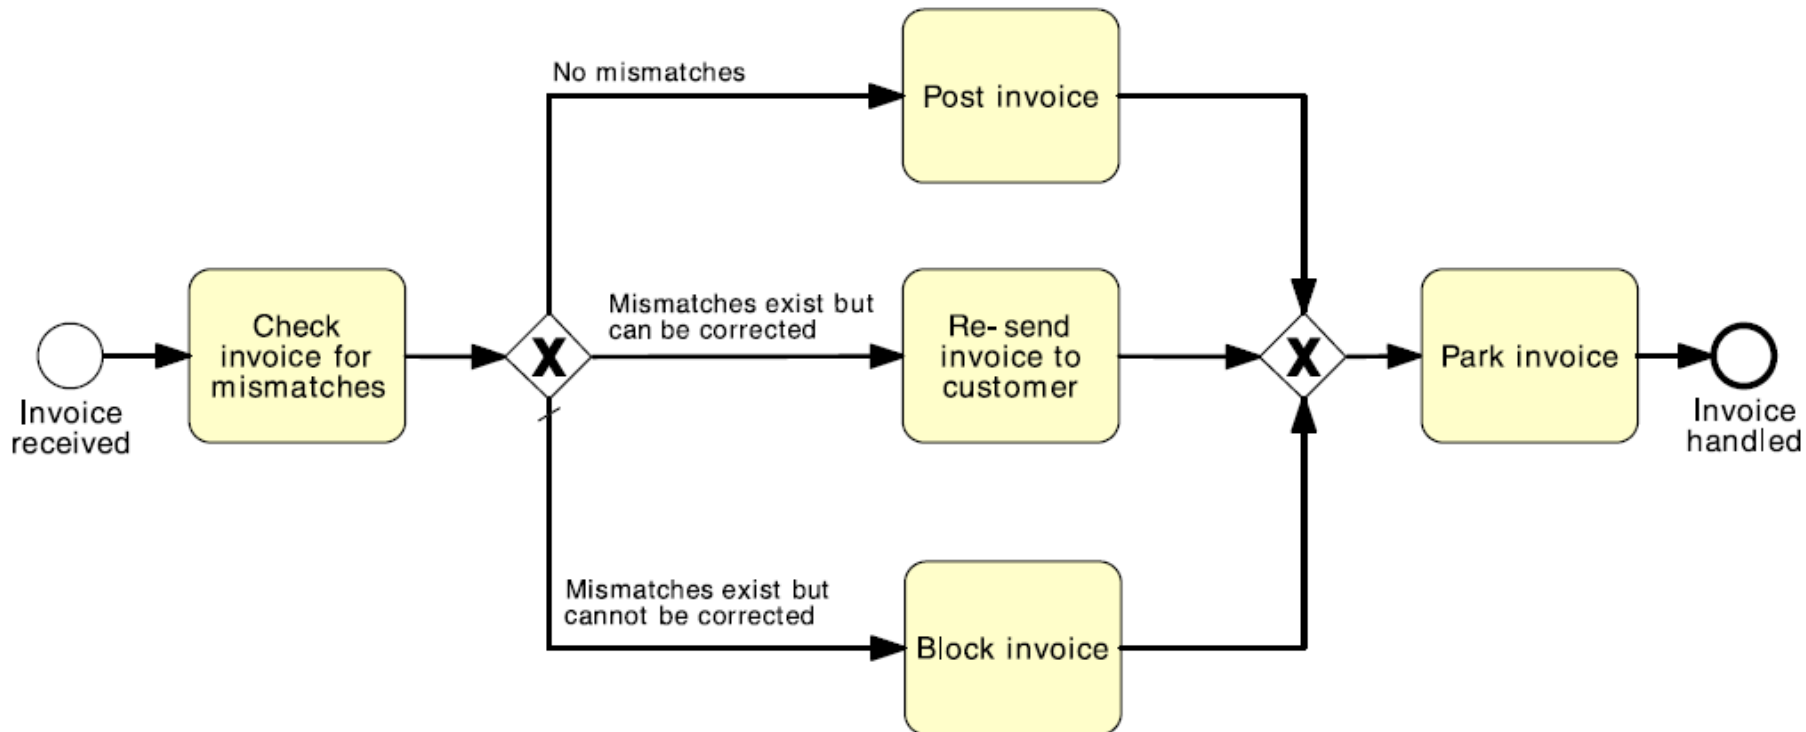 No mismatches
Post invoice
Invoice
received
Check
invoice for
mismatches
X
Mismatches exist but
can be corrected
Re- send
invoice to
customer
X
Park invoice
Invoice
handled
Mismatches exist but
cannot be corrected
Block invoice